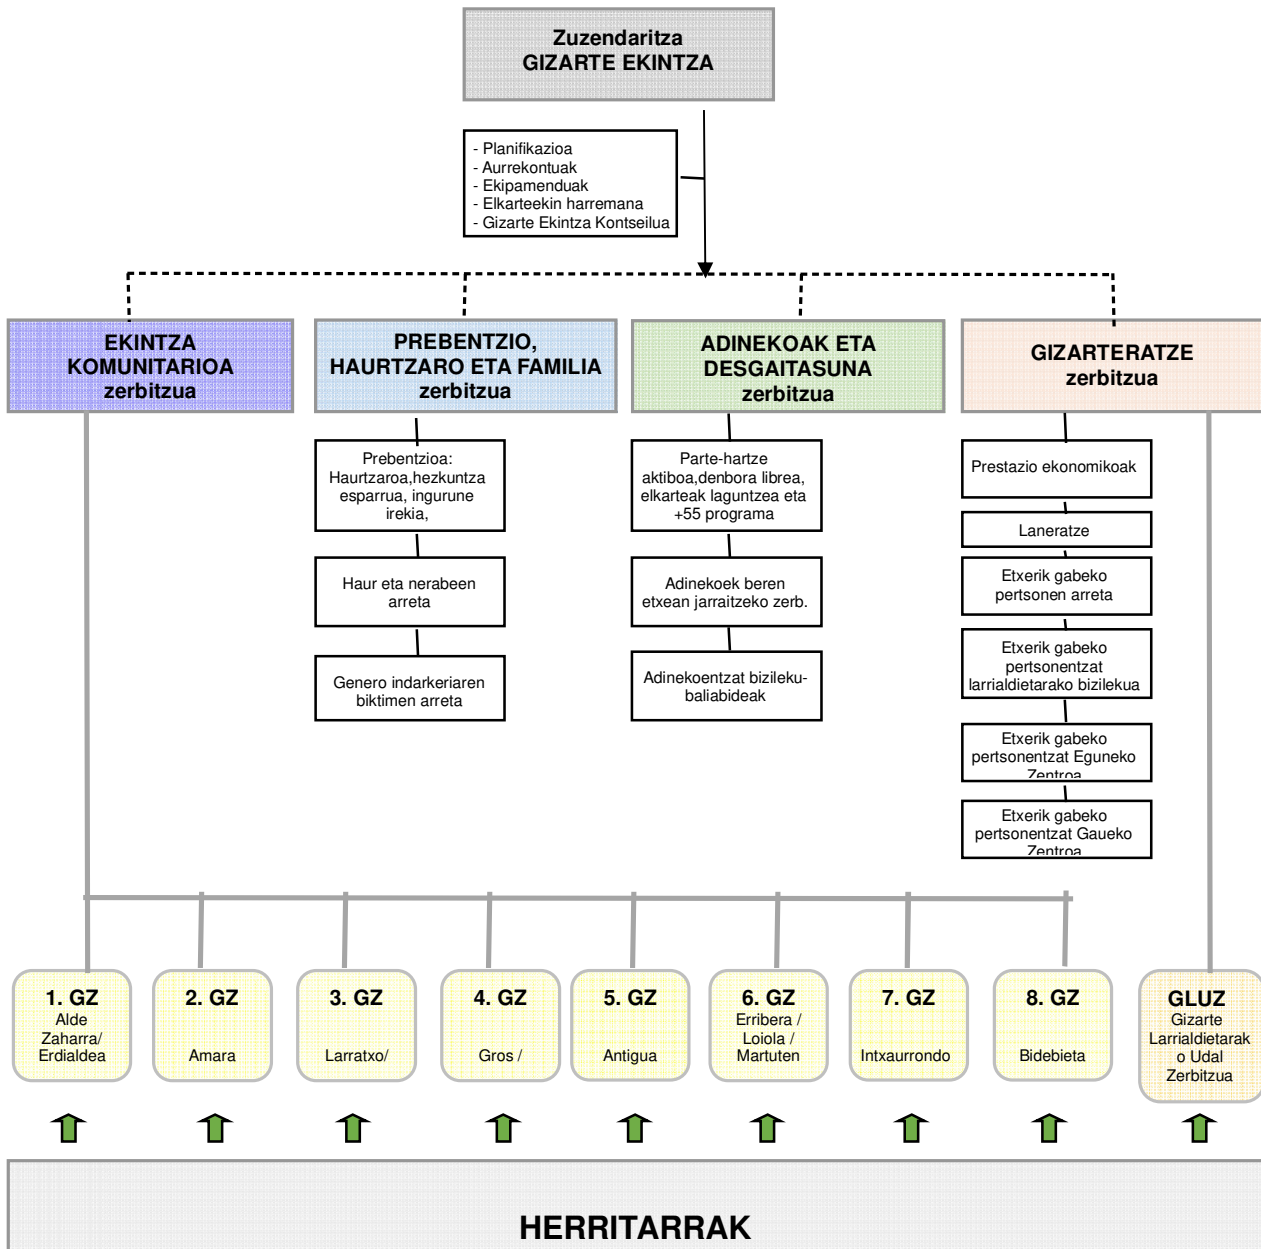 Zuzendaritza
GIZARTE EKINTZA
- Planifikazioa
- Aurrekontuak
- Ekipamenduak
- Elkarteekin harremana
- Gizarte Ekintza Kontseilua
EKINTZA
KOMUNITARIOA
zerbitzua
PREBENTZIO,
HAURTZARO ETA FAMILIA
zerbitzua
ADINEKOAK ETA
DESGAITASUNA
zerbitzua
GIZARTERATZE
zerbitzua
Prebentzioa:
Haurtzaroa,hezkuntza
esparrua, ingurune
irekia,
Haur eta nerabeen
arreta
Genero indarkeriaren
biktimen arreta
Parte-hartze
aktiboa,denbora librea,
elkarteak laguntzea eta
+55 programa
Adinekoek beren
etxean jarraitzeko zerb.
Adinekoentzat bizileku-
baliabideak
Prestazio ekonomikoak
Laneratze
Etxerik gabeko
pertsonen arreta
Etxerik gabeko
pertsonentzat
larrialdietarako bizilekua
Etxerik gabeko
pertsonentzat Eguneko
Zentroa
Etxerik gabeko
pertsonentzat Gaueko
Zentroa
1. GZ
Alde
Zaharra/
Erdialdea
2. GZ
Amara
3. GZ
Larratxo/
4. GZ
Gros /
5. GZ
Antigua
6. GZ
Erribera /
Loiola /
Martuten
7. GZ
Intxaurrondo
8. GZ
Bidebieta
GLUZ
Gizarte
Larrialdietarak
o Udal
Zerbitzua
HERRITARRAK